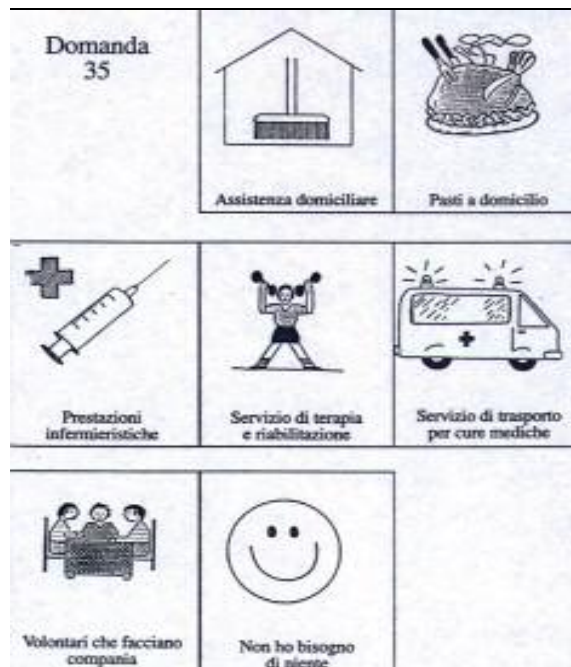 Domanda
35
Assistenza domiciliare
Pasti a domicilio
Prestazioni
infermieristiche
Servizio di terapia
e riabilitazione
Servizio di trasporto
per cure mediche
Volontari che facciano
compania
Non ho bisogno
di niente